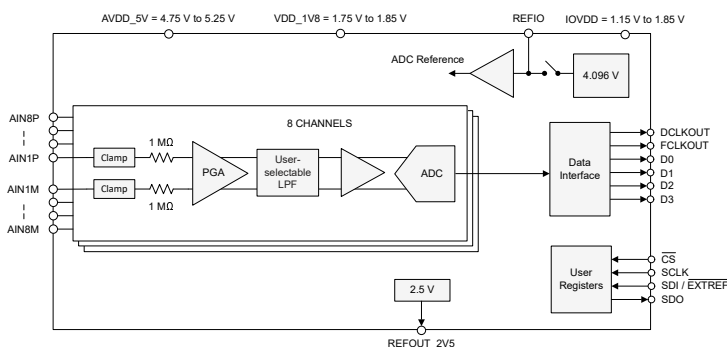 AVDD_5V = 4.75 V to 5.25 V
VDD_1V8 = 1.75 V to 1.85 V
REFIO
IOVDD = 1.15 V to 1.85 V
ADC Reference
4.096 V
AIN8P
AIN1P
AIN1M
AIN8M
8 CHANNELS
1 MΩ
Clamp
Clamp
1 MΩ
PGA
User-
selectable
LPF
ADC
Data
Interface
DCLKOUT
FCLKOUT
D0
D1
D2
D3
User
Registers
CS
SCLK
SDI / EXTREF
SDO
2.5 V
REFOUT_2V5